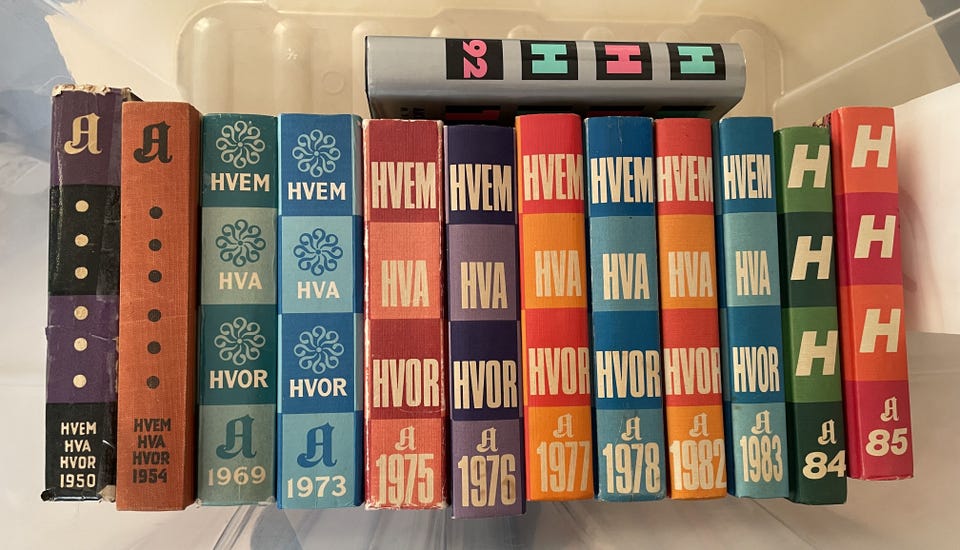 92 H H H
A
HVEM
HVA
HVOR
1950
A
HVEM
HVA
HVOR
1954
HVEM
HVA
HVOR
A
1969
HVEM
HVA
HVOR
A
1973
HVEM
HVA
HVOR
A
1975
HVEM
HVA
HVOR
A
1976
HVEM
HVA
HVOR
A
1977
HVEM
HVA
HVOR
A
1978
HVEM
HVA
HVOR
A
1982
HVEM
HVA
HVOR
A
1983
H
H
H
A
84
H
H
H
A
85